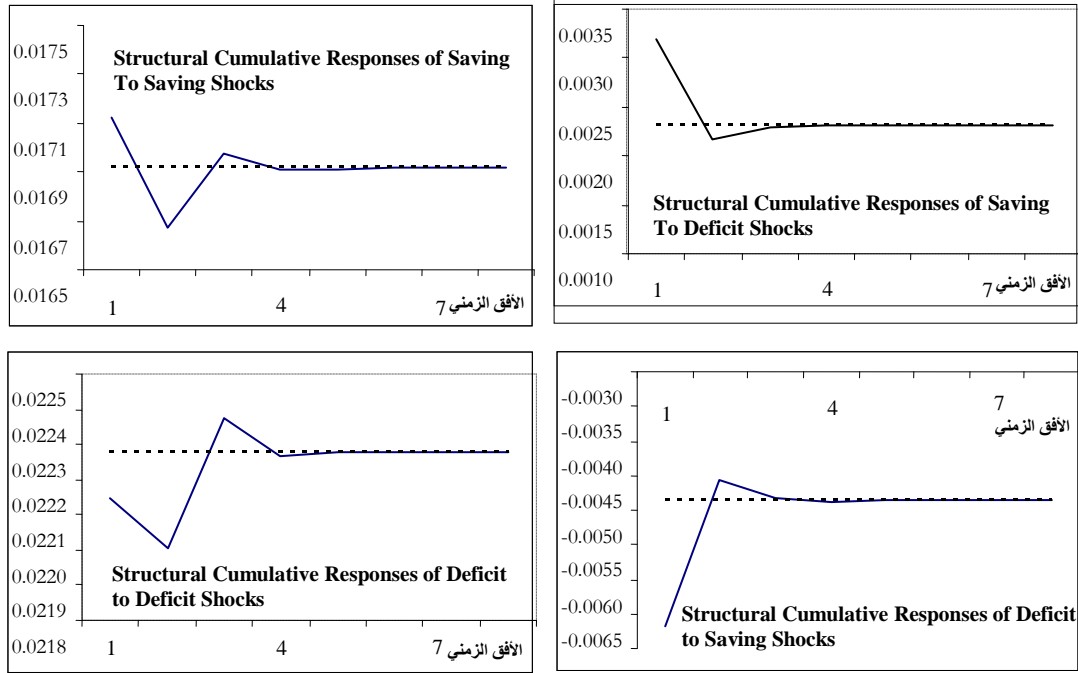 0.0175
0.0173
0.0171
0.0169
0.0167
0.0165
Structural Cumulative Responses of Saving
To Saving Shocks
1 4 7 الأفق الزمني
0.0035
0.0030
0.0025
0.0020
0.0015
0.0010
Structural Cumulative Responses of Saving
To Deficit Shocks
1 4 7 الأفق الزمني
0.0225
0.0224
0.0223
0.0222
0.0221
0.0220
0.0219
0.0218
Structural Cumulative Responses of Deficit
to Deficit Shocks
1 4 7 الأفق الزمني
-0.0030
-0.0035
-0.0040
-0.0045
-0.0050
-0.0055
-0.0060
-0.0065
1 4 7
الأفق الزمني
Structural Cumulative Responses of Deficit
to Saving Shocks